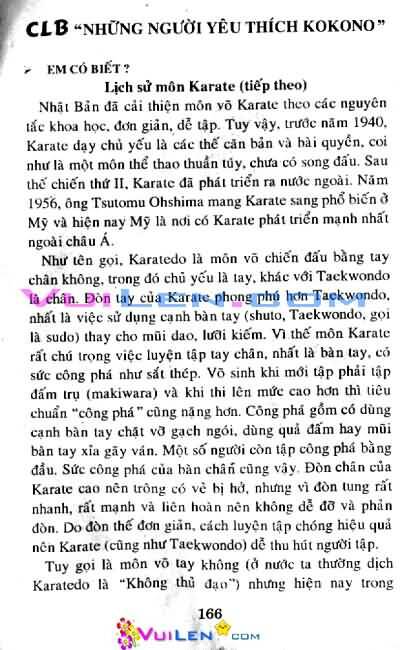 CLB “NHỮNG NGƯỜI YÊU THÍCH KOKONO”
➢ EM CÓ BIẾT ?
Lịch sử môn Karate (tiếp theo)
Nhật Bản đã cải thiện môn võ Karate theo các nguyên
tắc khoa học, đơn giản, dễ tập. Tuy vậy, trước năm 1940,
Karate dạy chủ yếu là các thế căn bản và bài quyền, coi
như là một môn thể thao thuần túy, chưa có song đấu. Sau
thế chiến thứ II, Karate đã phát triển ra nước ngoài. Năm
1956, ông Tsutomu Ohshima mang Karate sang phổ biến ở
Mỹ và hiện nay Mỹ là nơi có Karate phát triển mạnh nhất
ngoài châu Á.
Như tên gọi, Karatedo là môn võ chiến đấu bằng tay
chân không, trong đó chủ yếu là tay, khác với Taekwondo
là chân. Đòn tay của Karate phong phú hơn Taekwondo,
nhất là việc sử dụng cạnh bàn tay (shuto, Taekwondo, gọi
là sudo) thay cho mũi dao, lưỡi kiếm. Vì thế môn Karate
rất chú trọng việc luyện tập tay chân, nhất là bàn tay, có
sức công phá như sắt thép. Võ sinh khi mới tập phải tập
đấm trụ (makiwara) và khi thi lên mức cao hơn thì tiêu
chuẩn “công phá” cũng nặng hơn. Công phá gồm có dùng
cạnh bàn tay chặt vỡ gạch ngói, dùng quả đấm hay mũi
bàn tay xỉa gãy ván. Một số người còn tập công phá bằng
đầu. Sức công phá của bàn chân cũng vậy. Đòn chân của
Karate cao nên trông có vẻ bị hở, nhưng vì đòn tung rất
nhanh, rất mạnh và liên hoàn nên không dễ đỡ và phản
đòn. Do đòn thế đơn giản, cách luyện tập chóng hiệu quả
nên Karate (cũng như Taekwondo) dễ thu hút người tập.
Tuy gọi là môn võ tay không (ở nước ta thường dịch
Karatedo là “Không thủ đạo”) nhưng hiện nay trong
166
VUILEN.COM
VUILEN.COM